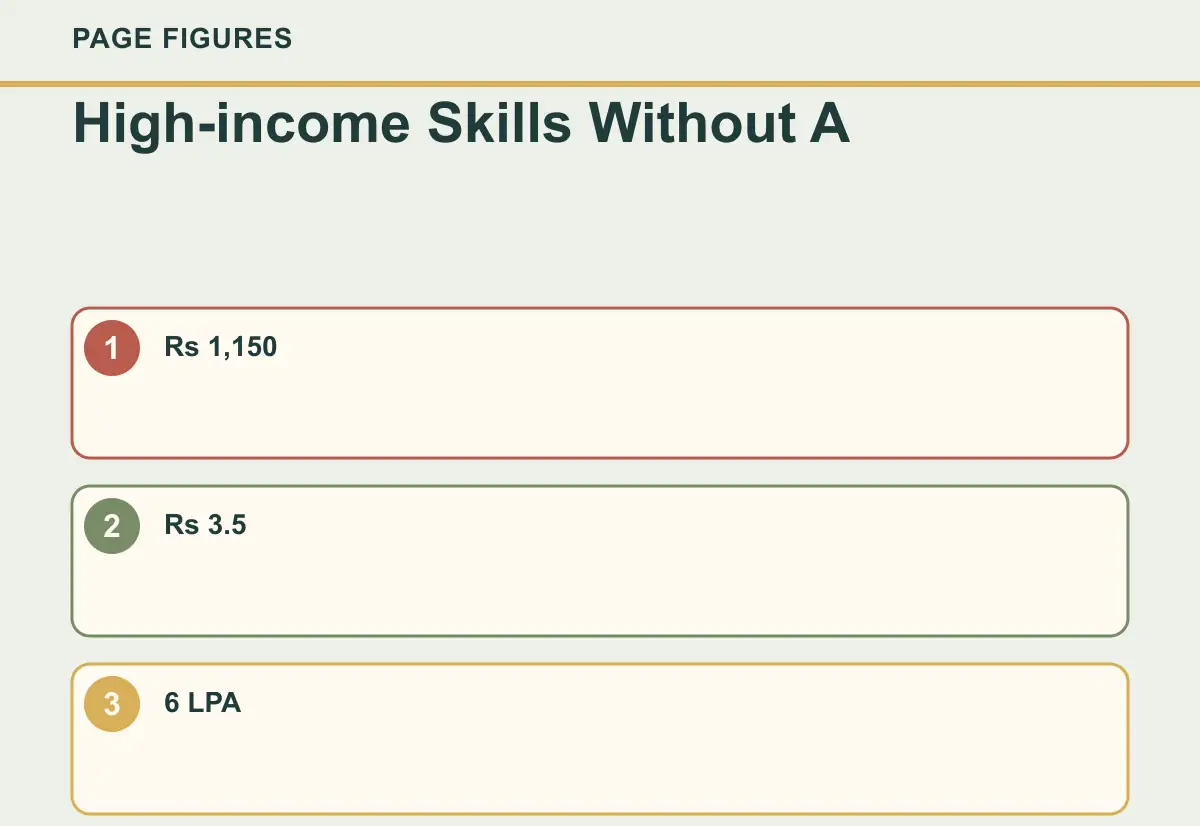 PAGE FIGURES
High-income Skills Without A
1 Rs 1,150
2 Rs 3.5
3 6 LPA